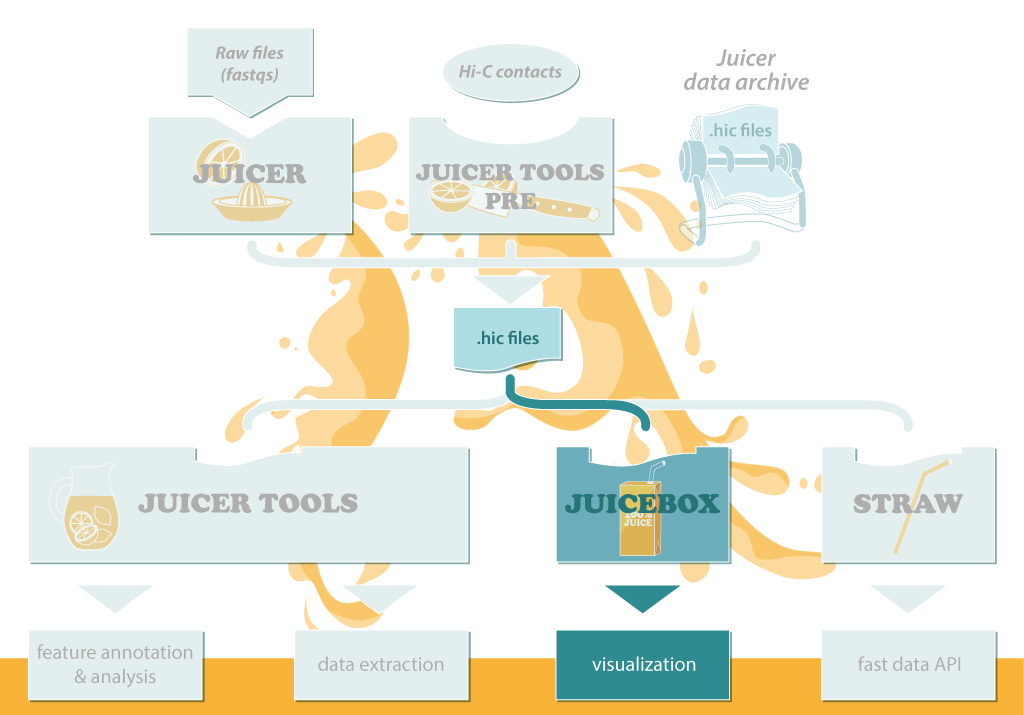 Raw files
(fastqs)
Hi-C contacts
Juicer
data archive
.hic files
JUICER
JUICER TOOLS
PRE
.hic files
JUICER TOOLS
JUICEBOX
100%
JUICE
STRAW
feature annotation
& analysis
data extraction
visualization
fast data API